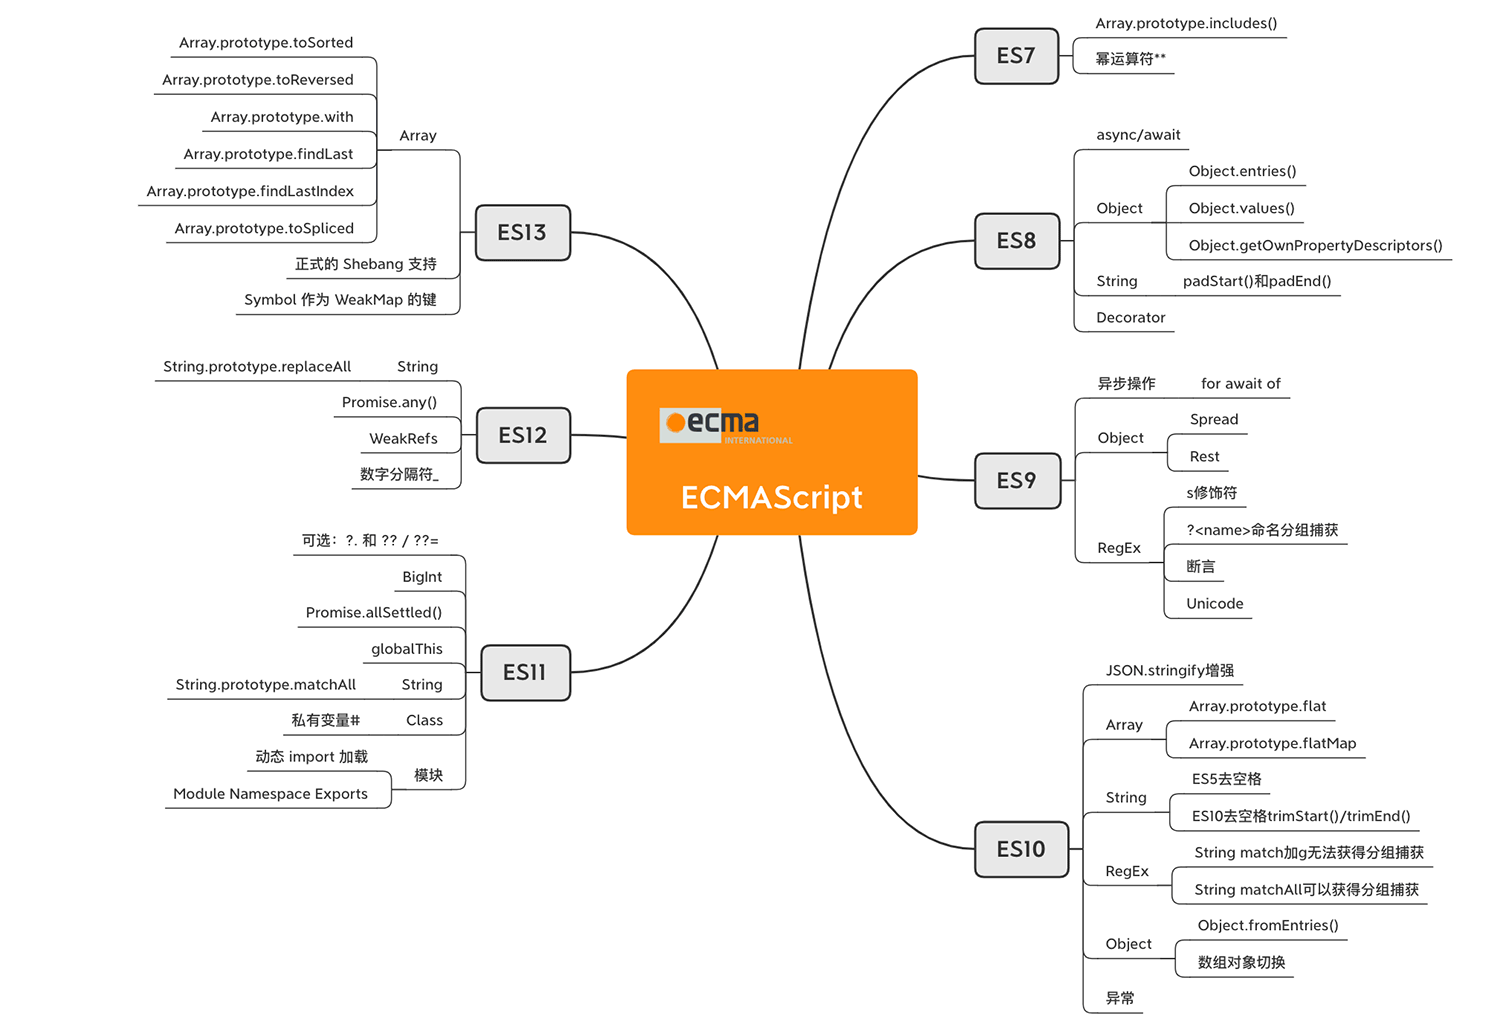 ecma
INTERNATIONAL
ECMAScript
ES7
Array.prototype.includes()
幂运算符**
ES8
async/await
Object
Object.entries()
Object.values()
Object.getOwnPropertyDescriptors()
String
padStart()和padEnd()
Decorator
ES9
异步操作
for await of
Object
Spread
Rest
RegEx
s修饰符
?<name>命名分组捕获
断言
Unicode
ES10
JSON.stringify增强
Array
Array.prototype.flat
Array.prototype.flatMap
String
ES5去空格
ES10去空格trimStart()/trimEnd()
RegEx
String match加g无法获得分组捕获
String matchAll可以获得分组捕获
Object
Object.fromEntries()
数组对象切换
异常
ES11
可选：?. 和 ?? / ??=
BigInt
Promise.allSettled()
globalThis
String
String.prototype.matchAll
Class
私有变量#
模块
动态 import 加载
Module Namespace Exports
ES12
String
String.prototype.replaceAll
Promise.any()
WeakRefs
数字分隔符_
ES13
Array
Array.prototype.toSorted
Array.prototype.toReversed
Array.prototype.with
Array.prototype.findLast
Array.prototype.findLastIndex
Array.prototype.toSpliced
正式的 Shebang 支持
Symbol 作为 WeakMap 的键